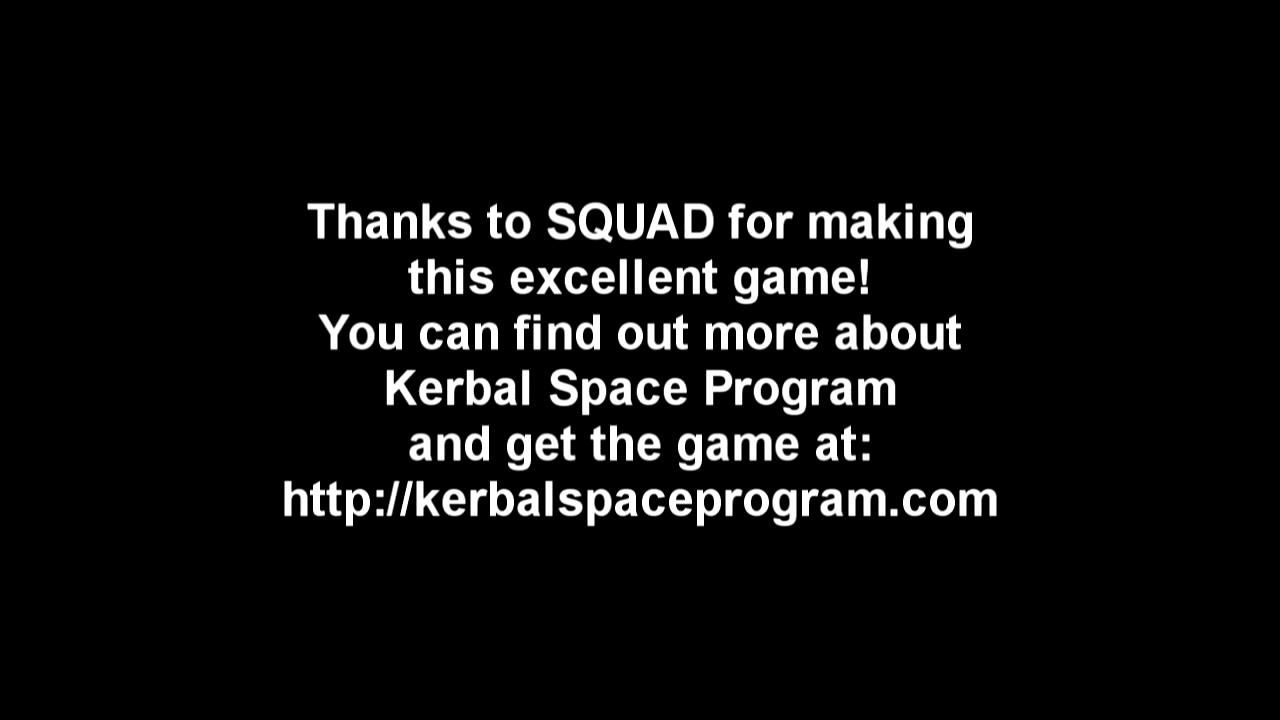 Thanks to SQUAD for making
this excellent game!
You can find out more about
Kerbal Space Program
and get the game at:
http://kerbalspaceprogram.com